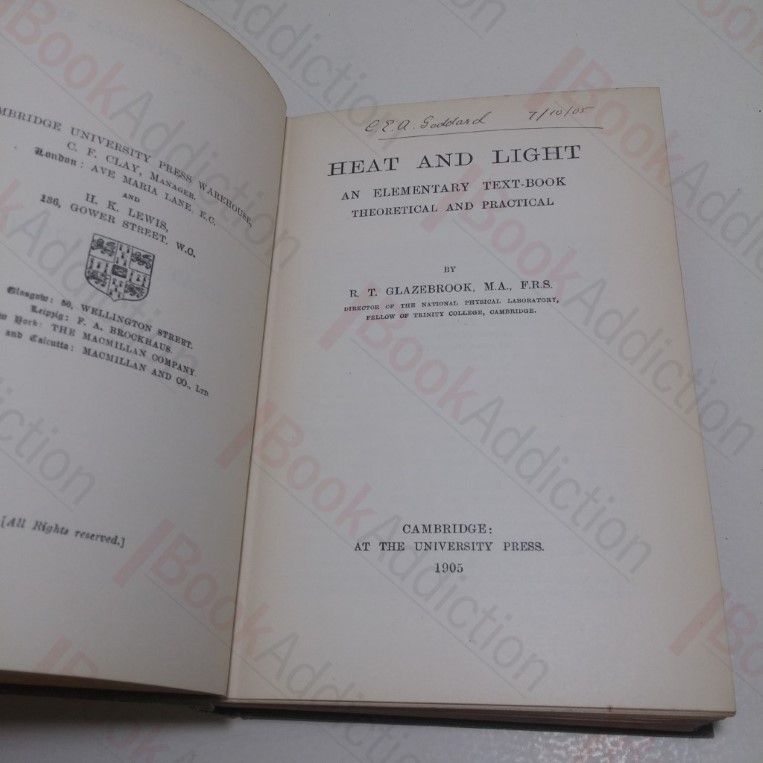 CAMBRIDGE UNIVERSITY PRESS WAREHOUSE,
C. F. CLAY, MANAGER.
London: AVE MARIA LANE, E.C.
AND
H. K. LEWIS,
136, GOWER STREET, W.C.
Glasgow: 50, WELLINGTON STREET.
Leipzig: F. A. BROCKHAUS.
New York: THE MACMILLAN COMPANY.
and Calcutta: MACMILLAN AND CO., LTD.
[All Rights reserved.]
C.E.A. Goddard 7/10/05
HEAT AND LIGHT
AN ELEMENTARY TEXT-BOOK
THEORETICAL AND PRACTICAL
BY
R. T. GLAZEBROOK, M.A., F.R.S.
DIRECTOR OF THE NATIONAL PHYSICAL LABORATORY,
FELLOW OF TRINITY COLLEGE, CAMBRIDGE.
CAMBRIDGE:
AT THE UNIVERSITY PRESS.
1905
BookAddiction